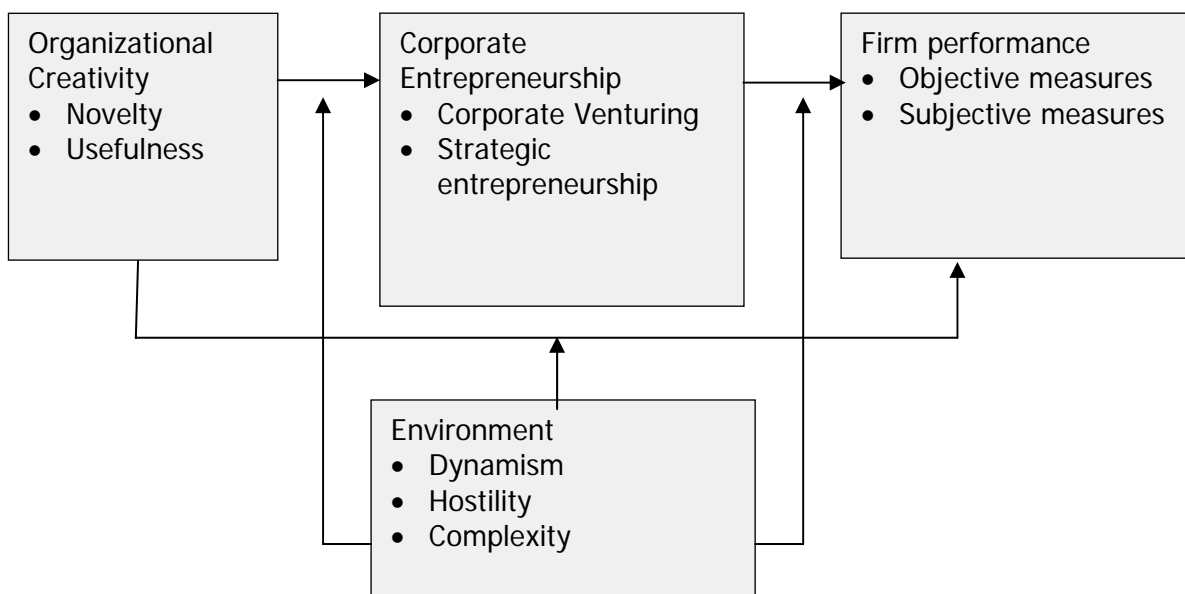 Organizational
Creativity
• Novelty
• Usefulness
Corporate
Entrepreneurship
• Corporate Venturing
• Strategic
entrepreneurship
Firm performance
• Objective measures
• Subjective measures
Environment
• Dynamism
• Hostility
• Complexity